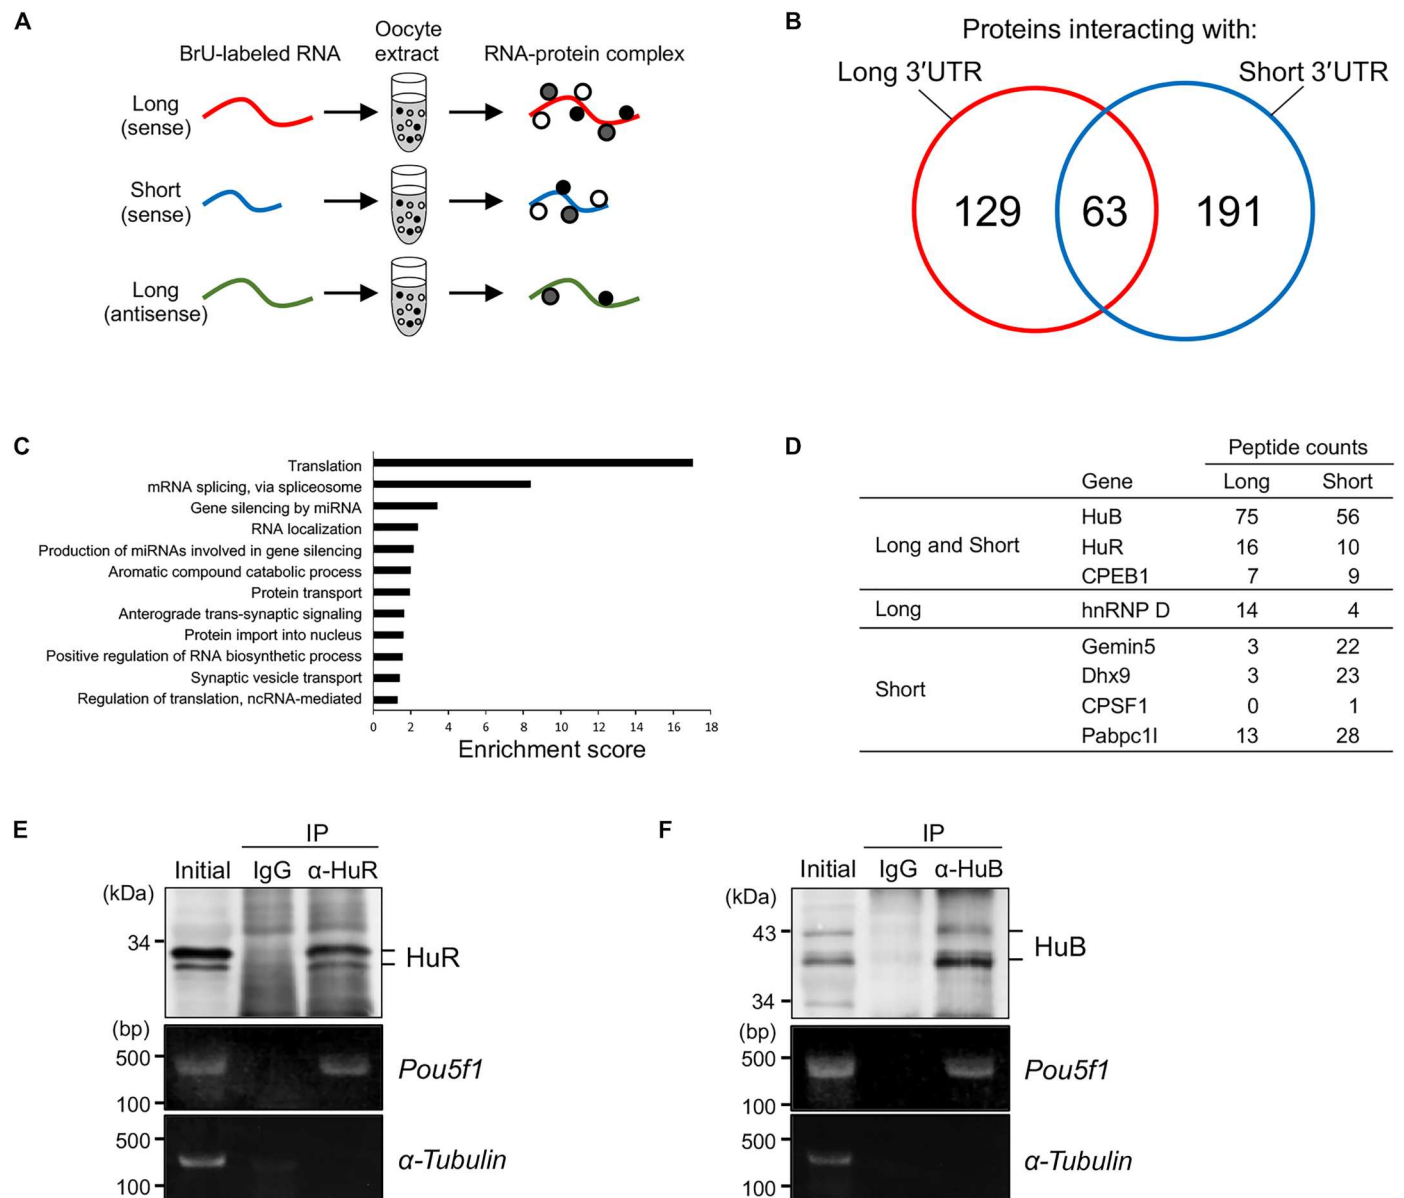 A
BrU-labeled RNA
Oocyte
extract
RNA-protein complex
Long
(sense)
Short
(sense)
Long
(antisense)
B
Proteins interacting with:
Long 3′UTR
Short 3′UTR
129
63
191
C
Translation
mRNA splicing, via spliceosome
Gene silencing by miRNA
RNA localization
Production of miRNAs involved in gene silencing
Aromatic compound catabolic process
Protein transport
Anterograde trans-synaptic signaling
Protein import into nucleus
Positive regulation of RNA biosynthetic process
Synaptic vesicle transport
Regulation of translation, ncRNA-mediated
0 2 4 6 8 10 12 14 16 18
Enrichment score
D
Peptide counts
Gene Long Short
Long and Short
HuB 75 56
HuR 16 10
CPEB1 7 9
Long hnRNP D 14 4
Short
Gemin5 3 22
Dhx9 3 23
CPSF1 0 1
Pabpc1l 13 28
E
IP
Initial IgG α-HuR
(kDa)
34
HuR
(bp)
500
100
Pou5f1
500
100
α-Tubulin
F
IP
Initial IgG α-HuB
(kDa)
43
34
HuB
(bp)
500
100
Pou5f1
500
100
α-Tubulin